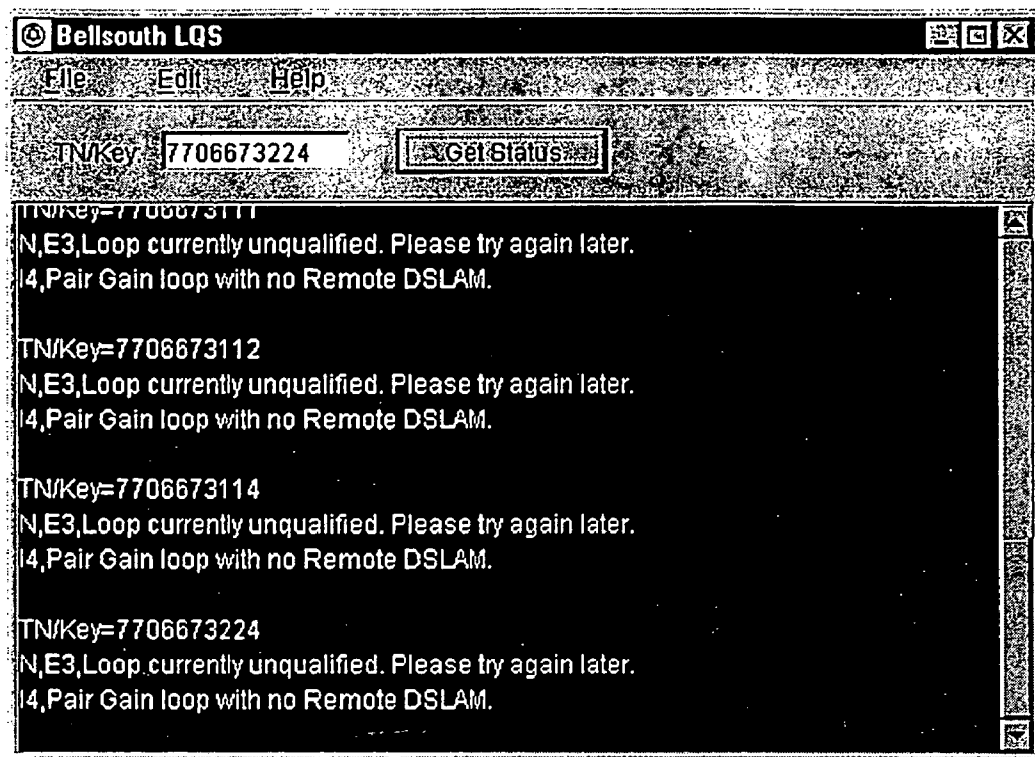 Bellsouth LQS
File Edit Help
TN/Key: 7706673224 Get Status
TN/Key=7706673111
N,E3,Loop currently unqualified. Please try again later.
I4,Pair Gain loop with no Remote DSLAM.
TN/Key=7706673112
N,E3,Loop currently unqualified. Please try again later.
I4,Pair Gain loop with no Remote DSLAM.
TN/Key=7706673114
N,E3,Loop currently unqualified. Please try again later.
I4,Pair Gain loop with no Remote DSLAM.
TN/Key=7706673224
N,E3,Loop currently unqualified. Please try again later.
I4,Pair Gain loop with no Remote DSLAM.